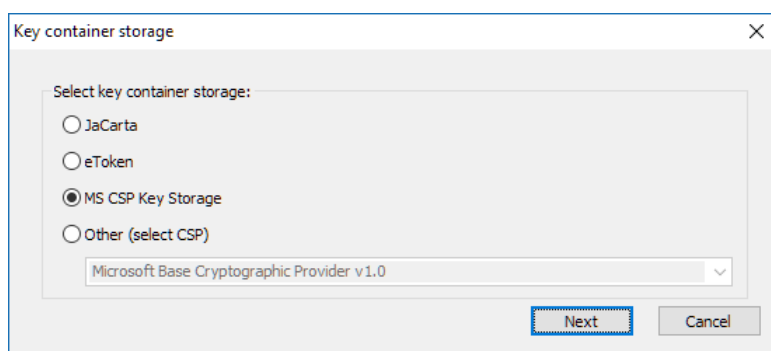 Key container storage
Select key container storage:
JaCarta
eToken
MS CSP Key Storage
Other (select CSP)
Microsoft Base Cryptographic Provider v1.0
Next Cancel